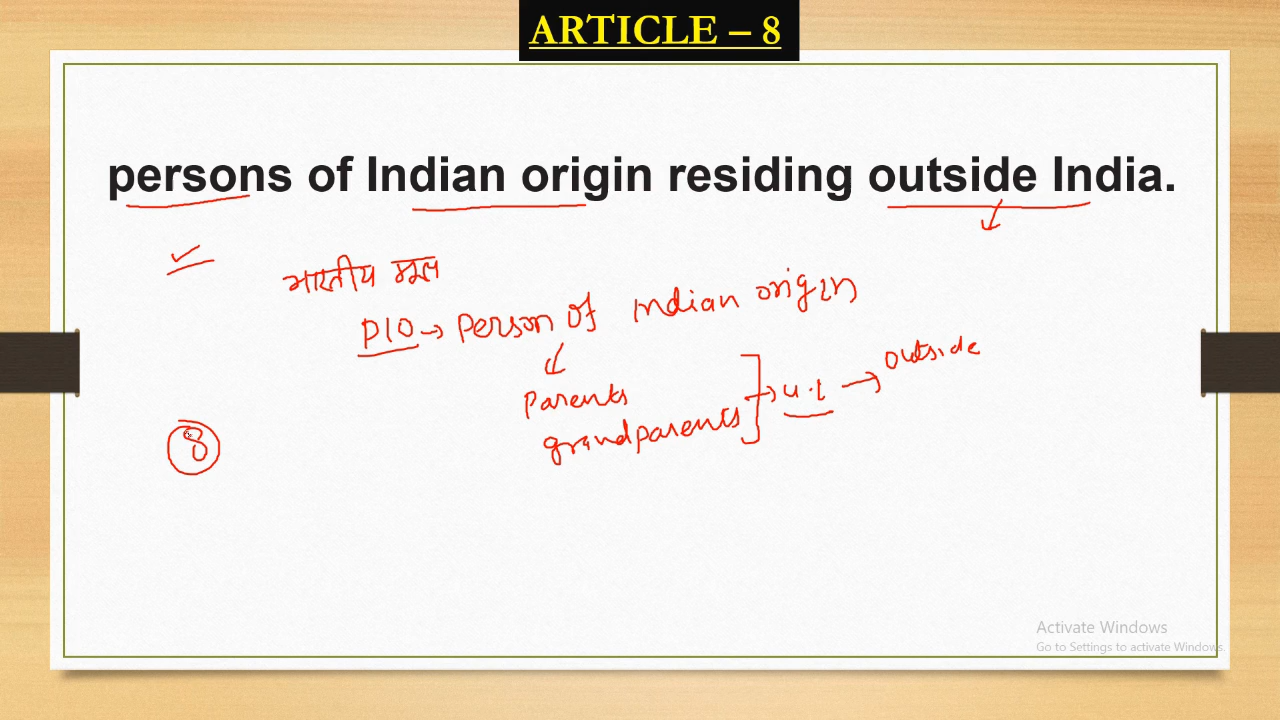 ARTICLE – 8
persons of Indian origin residing outside India.
भारतीय मूल
PIO → Person of Indian origin
Parents
grandparents → u.I → outside
8
Activate Windows
Go to Settings to activate Windows.